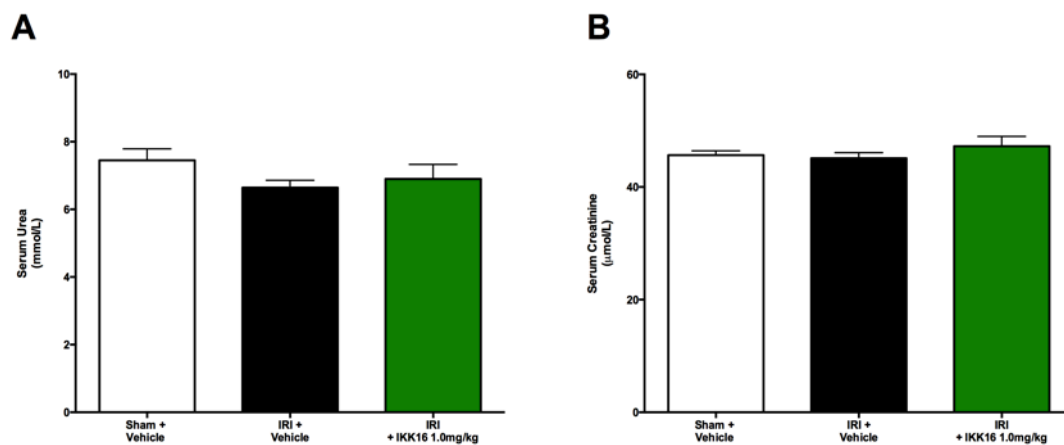 A
B
10
8
6
4
2
0
Serum Urea
(mmol/L)
Sham +
Vehicle
IRI +
Vehicle
IRI
+ IKK16 1.0mg/kg
60
40
20
0
Serum Creatinine
(μmol/L)
Sham +
Vehicle
IRI +
Vehicle
IRI
+ IKK16 1.0mg/kg